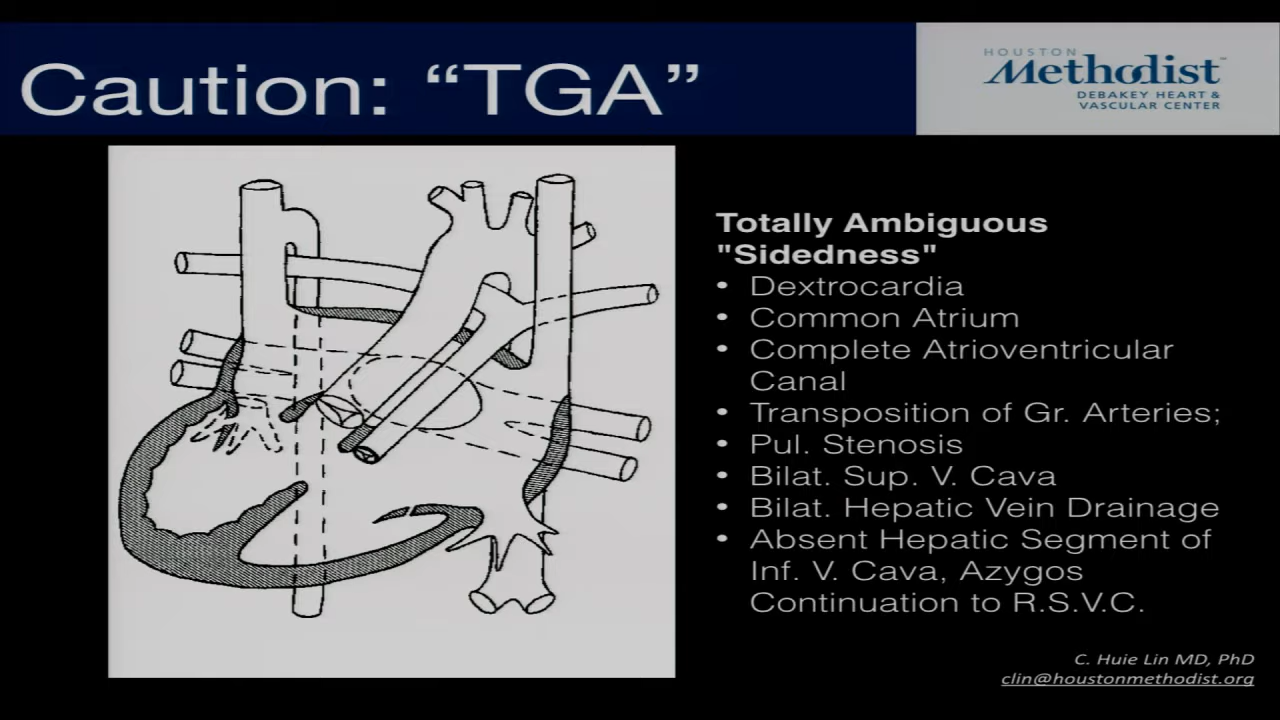 Caution: “TGA”
HOUSTON
Methodist
DEBAKEY HEART &
VASCULAR CENTER
Totally Ambiguous
"Sidedness"
• Dextrocardia
• Common Atrium
• Complete Atrioventricular
Canal
• Transposition of Gr. Arteries;
• Pul. Stenosis
• Bilat. Sup. V. Cava
• Bilat. Hepatic Vein Drainage
• Absent Hepatic Segment of
Inf. V. Cava, Azygos
Continuation to R.S.V.C.
C. Huie Lin MD, PhD
clin@houstonmethodist.org